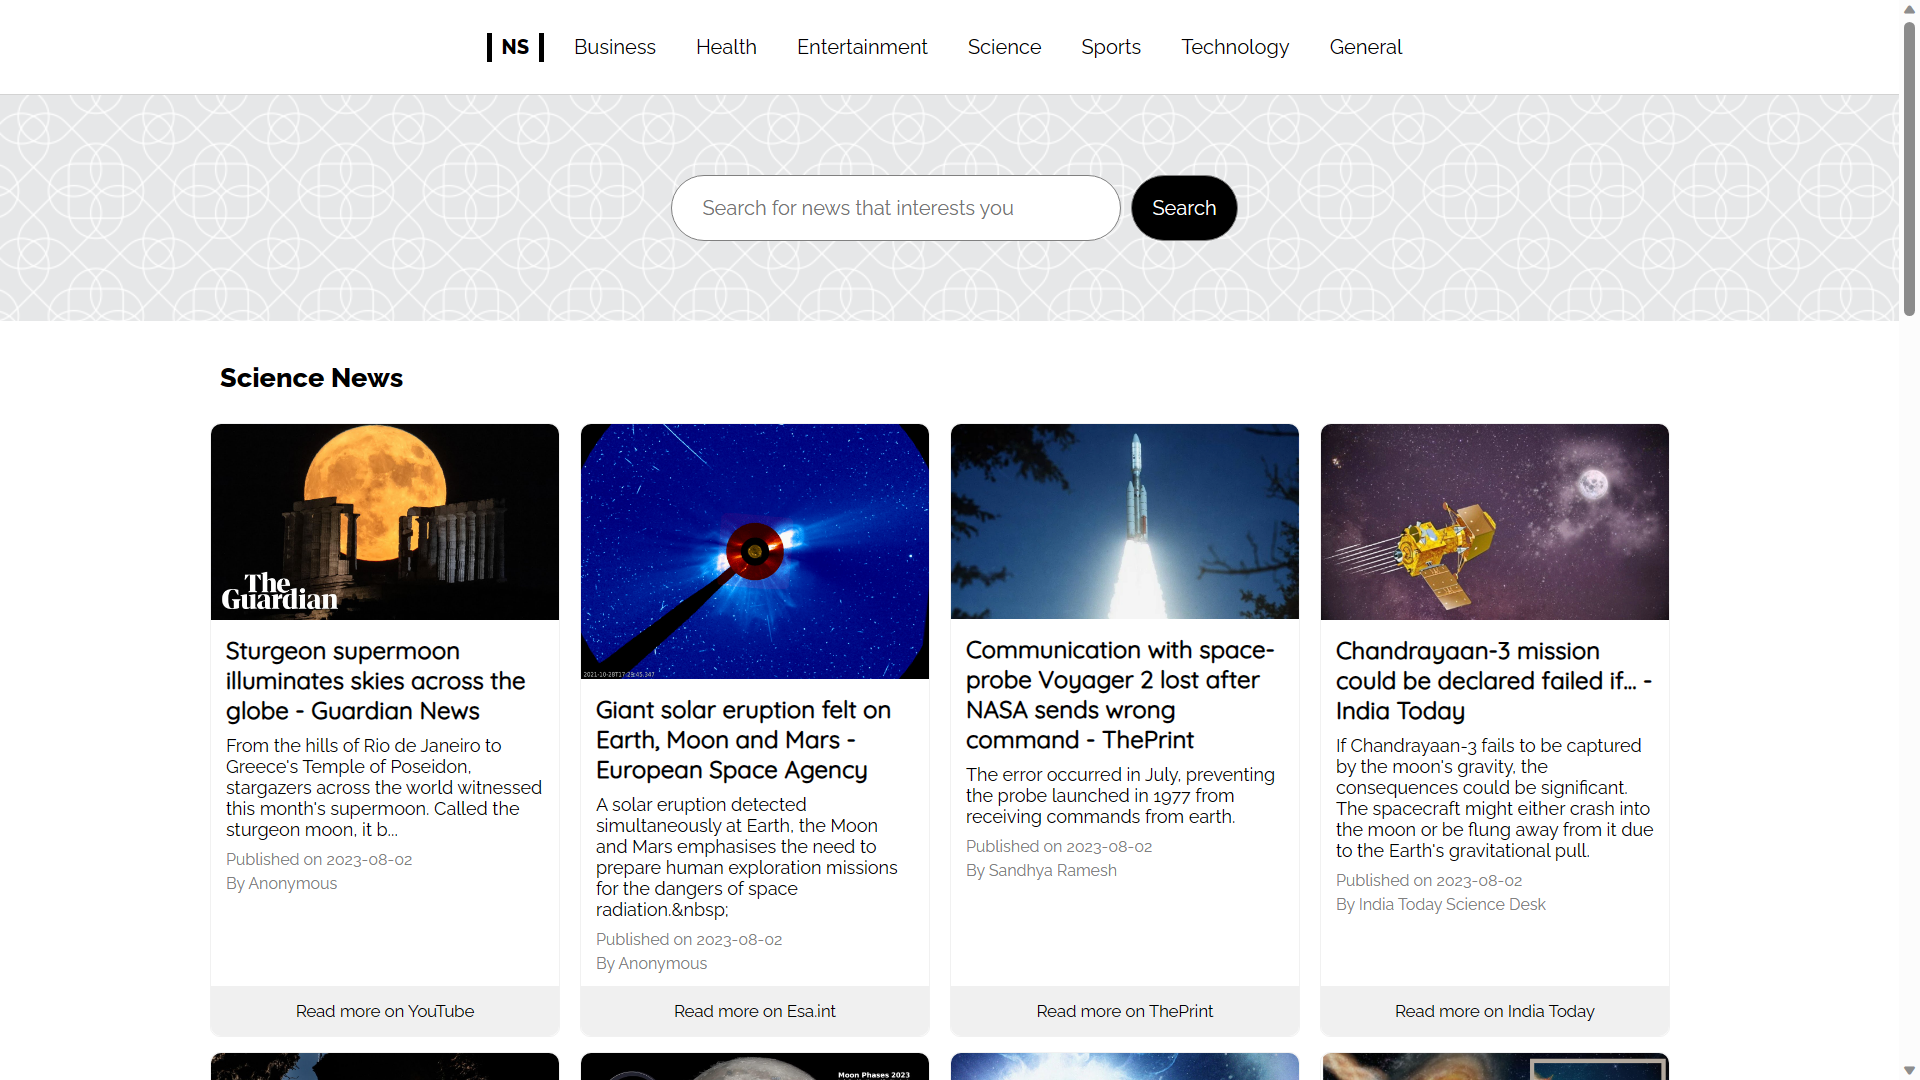 NS Business Health Entertainment Science Sports Technology General
Search for news that interests you Search
Science News
The
Guardian
Sturgeon supermoon
illuminates skies across the
globe - Guardian News
From the hills of Rio de Janeiro to
Greece's Temple of Poseidon,
stargazers across the world witnessed
this month's supermoon. Called the
sturgeon moon, it b...
Published on 2023-08-02
By Anonymous
Read more on YouTube
2021-10-28T17:29:45.347
Giant solar eruption felt on
Earth, Moon and Mars -
European Space Agency
A solar eruption detected
simultaneously at Earth, the Moon
and Mars emphasises the need to
prepare human exploration missions
for the dangers of space
radiation.&nbsp;
Published on 2023-08-02
By Anonymous
Read more on Esa.int
Communication with space-
probe Voyager 2 lost after
NASA sends wrong
command - ThePrint
The error occurred in July, preventing
the probe launched in 1977 from
receiving commands from earth.
Published on 2023-08-02
By Sandhya Ramesh
Read more on ThePrint
Chandrayaan-3 mission
could be declared failed if... -
India Today
If Chandrayaan-3 fails to be captured
by the moon's gravity, the
consequences could be significant.
The spacecraft might either crash into
the moon or be flung away from it due
to the Earth's gravitational pull.
Published on 2023-08-02
By India Today Science Desk
Read more on India Today
Moon Phases 2023